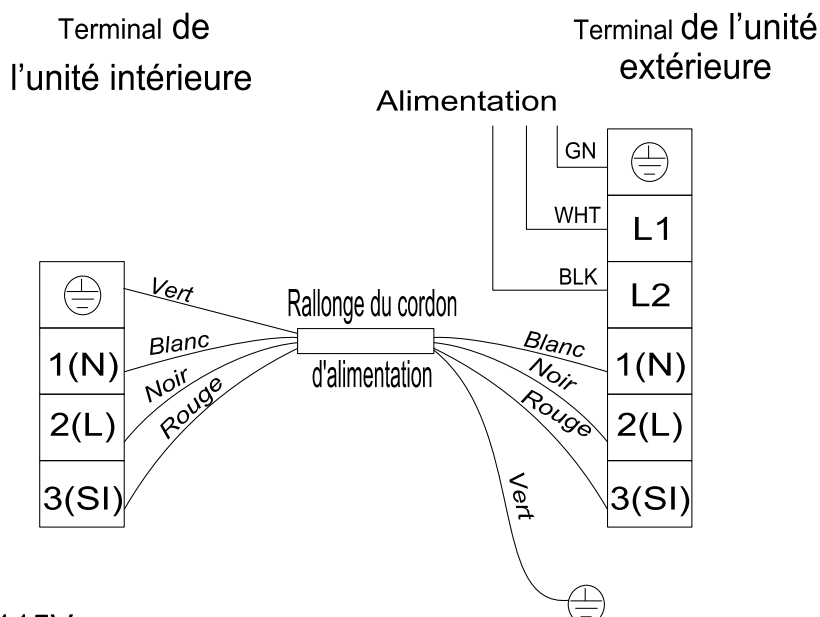 Terminal de
l'unité intérieure
Terminal de l'unité
extérieure
Alimentation
GN
WHT
L1
BLK
L2
Vert
Rallonge du cordon
d'alimentation
1(N)
Blanc
2(L)
Noir
3(SI)
Rouge
Blanc
1(N)
Noir
2(L)
Rouge
3(SI)
Vert